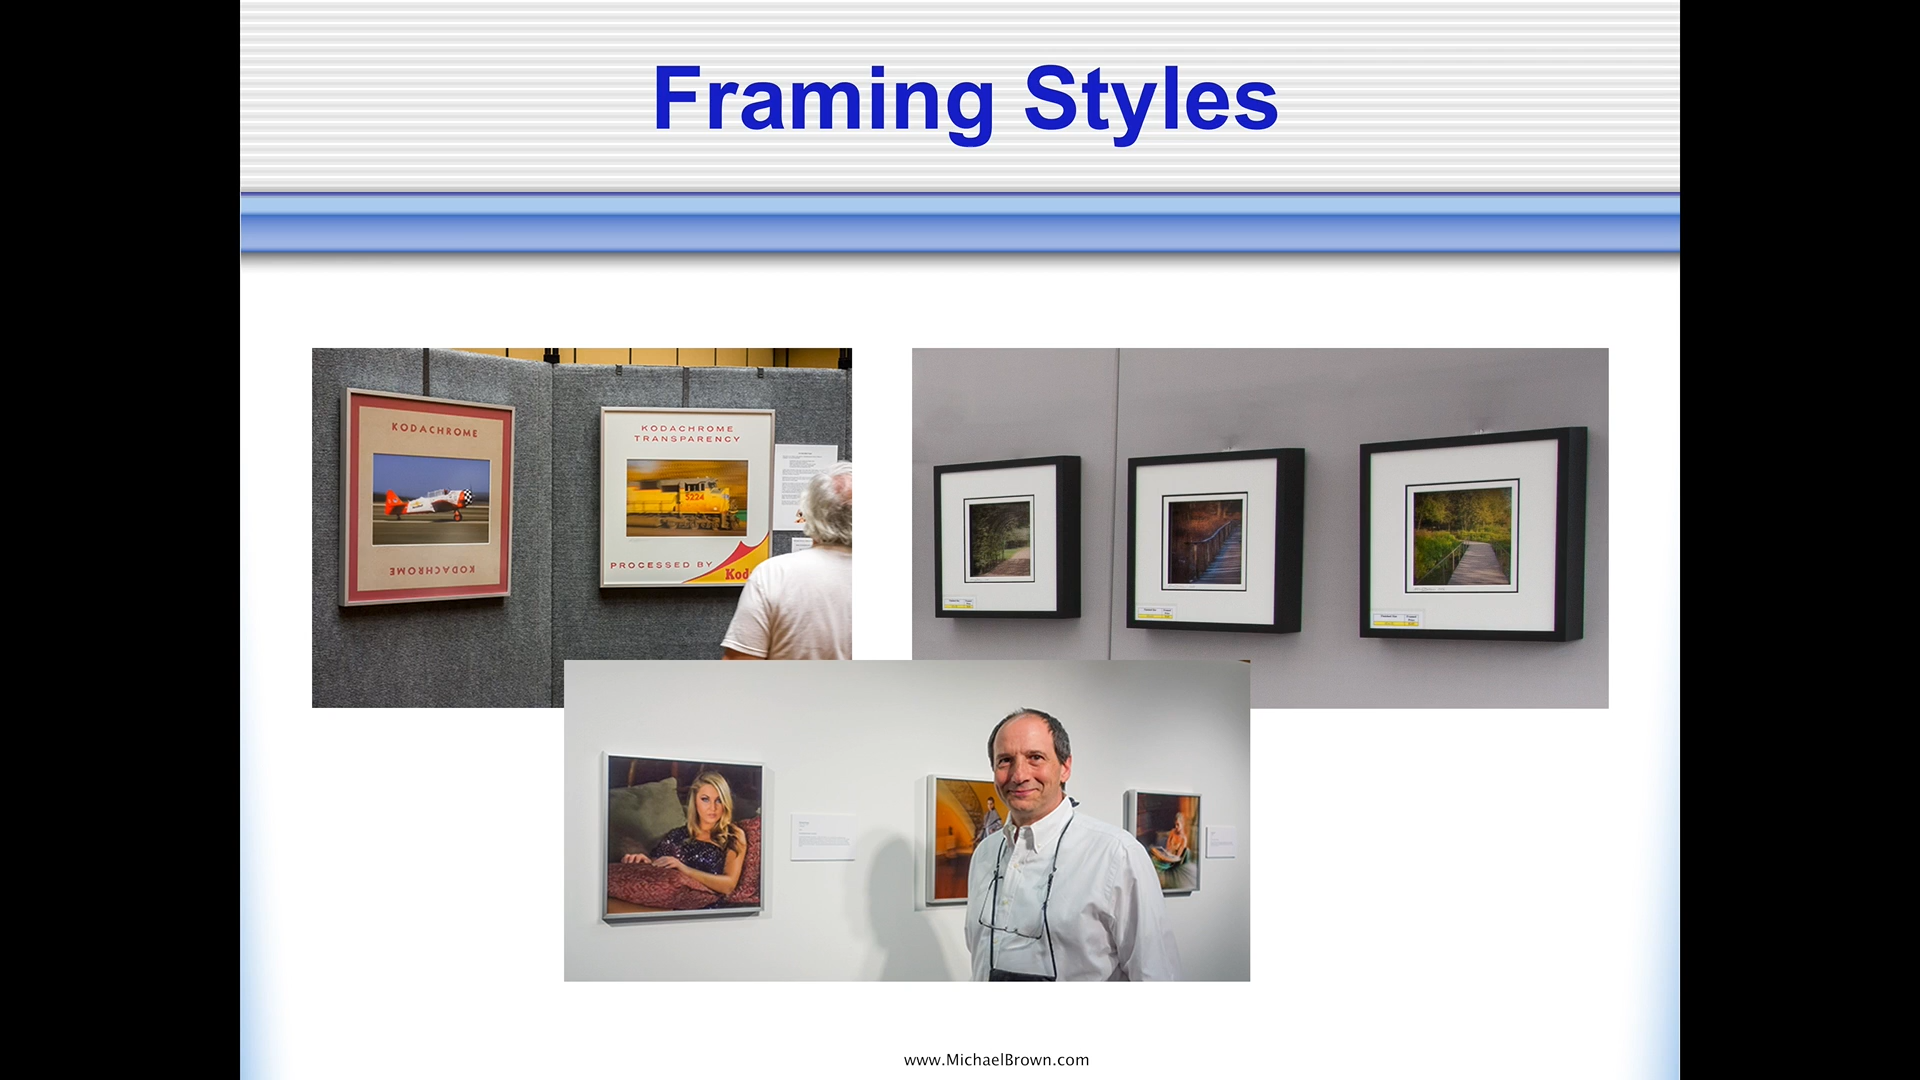 Framing Styles
KODACHROME
KODACHROME
KODACHROME
TRANSPARENCY
5224
PROCESSED BY
www.MichaelBrown.com